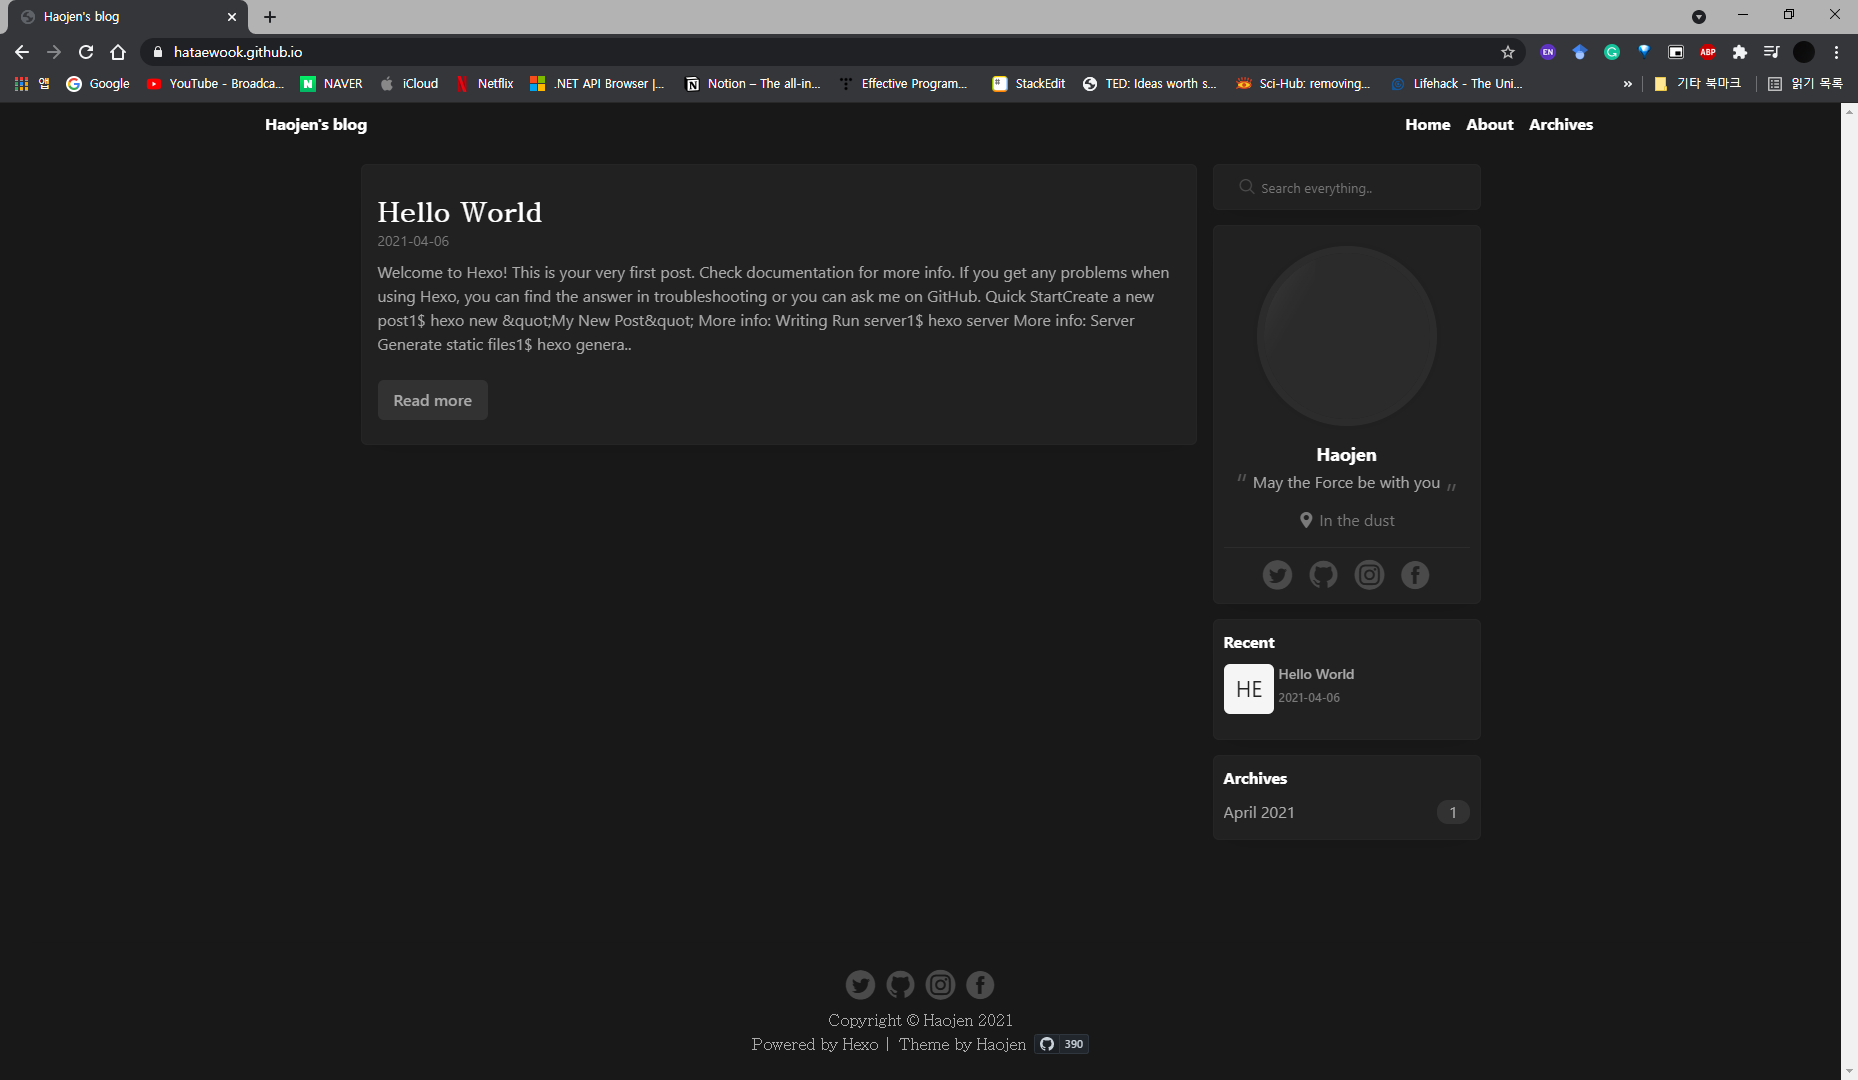 Haojen's blog
hataewook.github.io
EN
G
ABP
앱
Google
YouTube - Broadca...
NAVER
iCloud
Netflix
.NET API Browser |...
Notion – The all-in...
Effective Program...
StackEdit
TED: Ideas worth s...
Sci-Hub: removing...
Lifehack - The Uni...
»
기타 북마크
읽기 목록
Haojen's blog
Home About Archives
Hello World
2021-04-06
Welcome to Hexo! This is your very first post. Check documentation for more info. If you get any problems when
using Hexo, you can find the answer in troubleshooting or you can ask me on GitHub. Quick StartCreate a new
post1$ hexo new &quot;My New Post&quot; More info: Writing Run server1$ hexo server More info: Server
Generate static files1$ hexo genera..
Read more
Search everything..
Haojen
“ May the Force be with you „
In the dust
Recent
HE
Hello World
2021-04-06
Archives
April 2021 1
Copyright © Haojen 2021
Powered by Hexo | Theme by Haojen 390